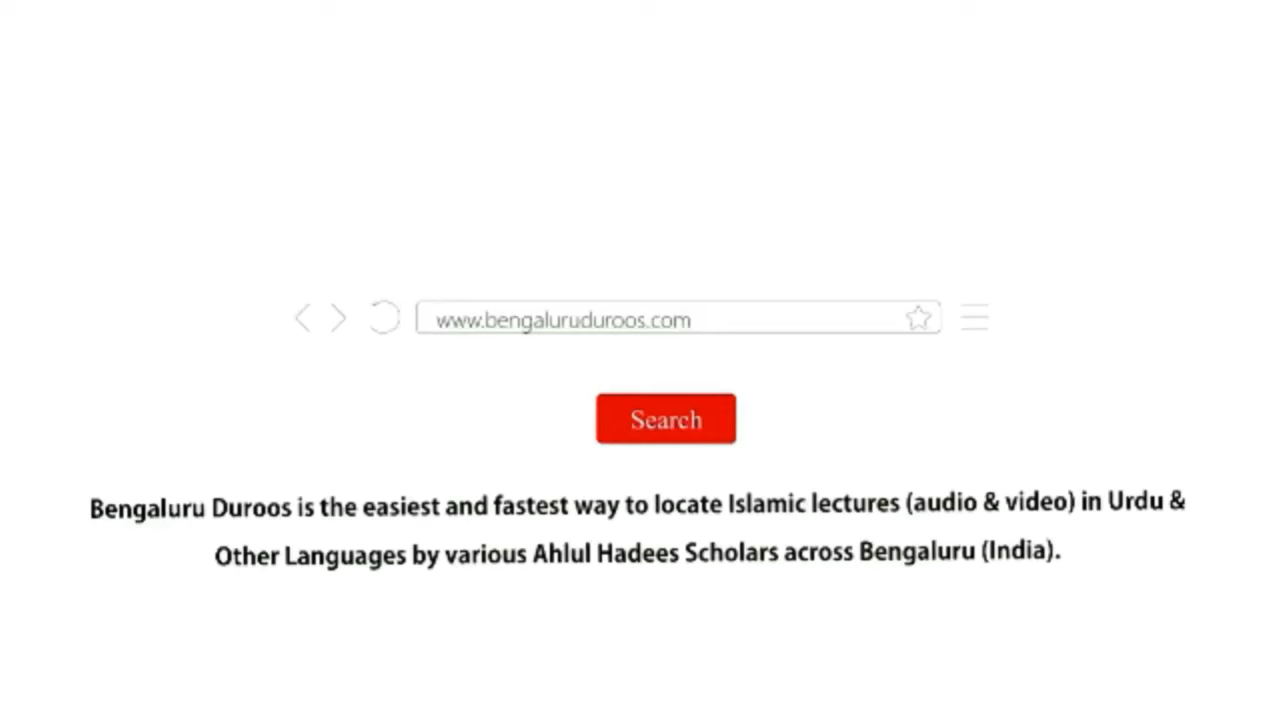 www.bengaluruduroos.com
Search
Bengaluru Duroos is the easiest and fastest way to locate Islamic lectures (audio & video) in Urdu &
Other Languages by various Ahlul Hadees Scholars across Bengaluru (India).